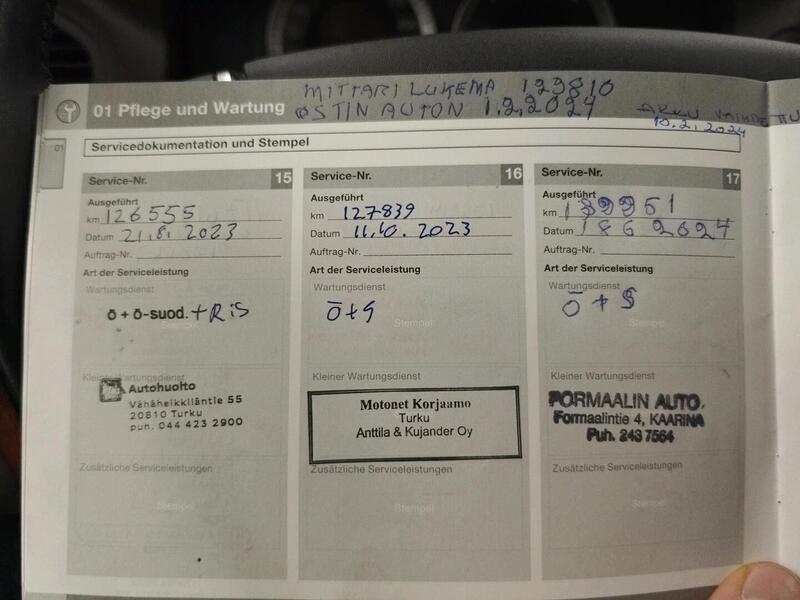 MITTARI LUKEMA 129810
01 Pflege und Wartung ØSTIN AUTON 1.2.2024
AKKU VAIHDETTU
10.2.2024
01
Servicedokumentation und Stempel
Service-Nr. 15
Ausgeführt
km 126555
Datum 21.8.2023
Auftrag-Nr.
Art der Serviceleistung
Wartungsdienst
ö + ö-suod. + Ris
Kleiner Wartungsdienst
Autohuolto
Vähäheikkiläntie 55
20810 Turku
puh. 044 423 2900
Zusätzliche Serviceleistungen
Stempel
Service-Nr. 16
Ausgeführt
km 127839
Datum 11.10.2023
Auftrag-Nr.
Art der Serviceleistung
Wartungsdienst
Ö+S
Stempel
Kleiner Wartungsdienst
Motonet Korjaamo
Turku
Anttila & Kujander Oy
Zusätzliche Serviceleistungen
Stempel
Service-Nr. 17
Ausgeführt
km
Datum 18 6 2024
Auftrag-Nr.
Art der Serviceleistung
Wartungsdienst
Ö + S
Stempel
Kleiner Wartungsdienst
FORMAALIN AUTO.
Formaalintie 4, KAARINA
Puh. 243 7564
Zusätzliche Serviceleistungen
Stempel